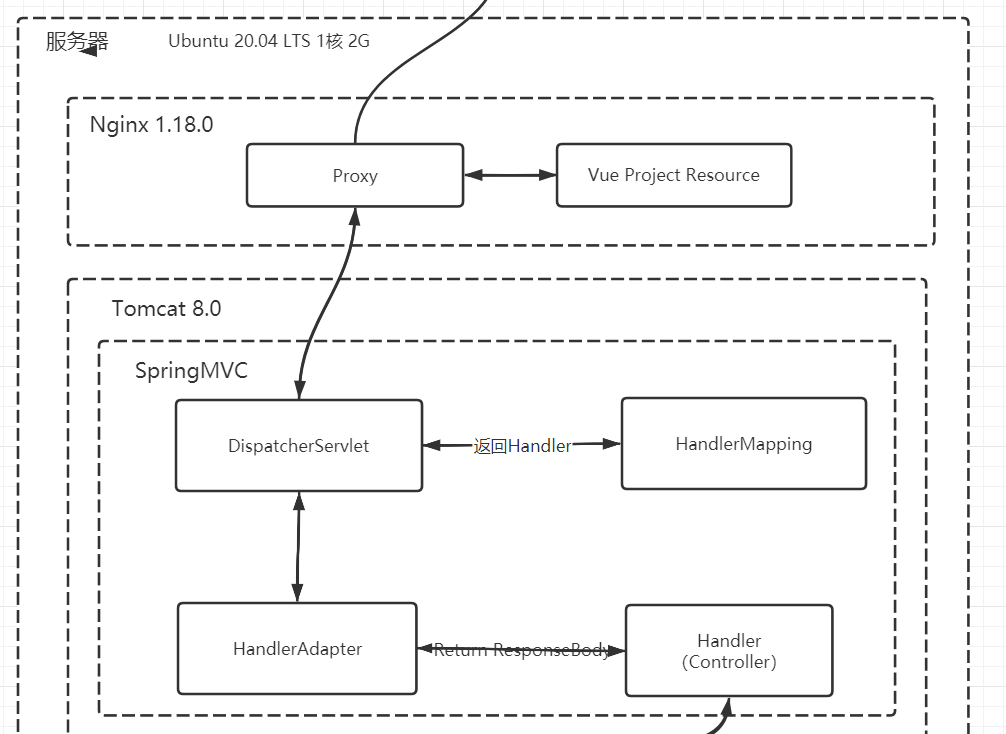 服务器
Ubuntu 20.04 LTS 1核 2G
Nginx 1.18.0
Proxy
Vue Project Resource
Tomcat 8.0
SpringMVC
DispatcherServlet
返回Handler
HandlerMapping
HandlerAdapter
Return ResponseBody
Handler
(Controller)